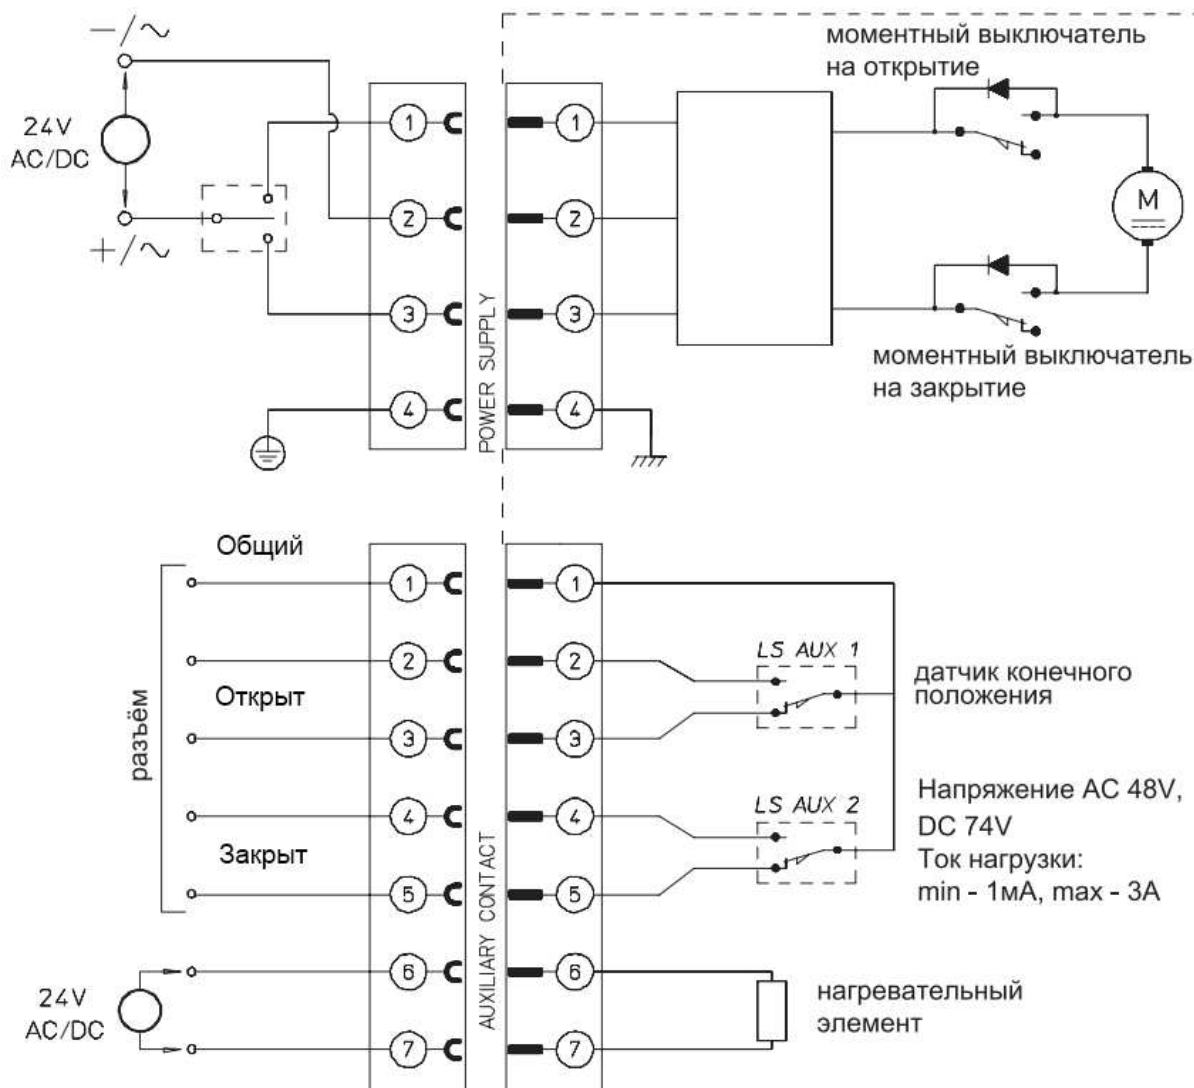 −/∼
24V
AC/DC
+/∼
1
2
3
4
POWER SUPPLY
1
2
3
4
моментный выключатель
на открытие
M
моментный выключатель
на закрытие
разъём
Общий
Открыт
Закрыт
1
2
3
4
5
6
7
AUXILIARY CONTACT
1
2
3
4
5
6
7
LS AUX 1
датчик конечного
положения
LS AUX 2
Напряжение AC 48V,
DC 74V
Ток нагрузки:
min - 1мА, max - 3А
24V
AC/DC
нагревательный
элемент